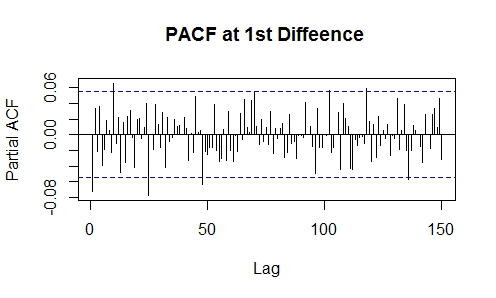 PACF at 1st Diffeence
Partial ACF
0.06
0.00
-0.08
0 50 100 150
Lag